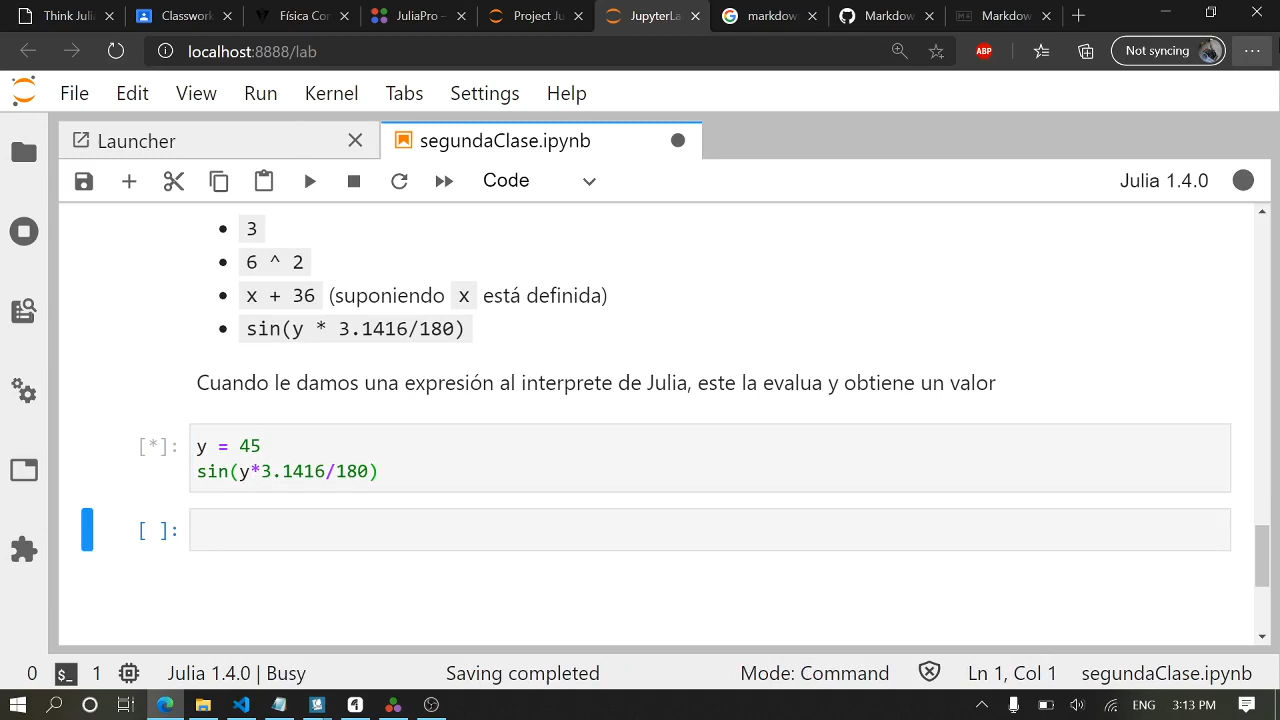 Think Julia
Classwork
Física Con
JuliaPro –
Project Ju
JupyterLa
markdow
Markdow
Markdow
localhost:8888/lab
ABP
Not syncing
File Edit View Run Kernel Tabs Settings Help
Launcher
segundaClase.ipynb
Code
Julia 1.4.0
3
6 ^ 2
x + 36 (suponiendo x está definida)
sin(y * 3.1416/180)
Cuando le damos una expresión al interprete de Julia, este la evalua y obtiene un valor
[*]:
y = 45
sin(y*3.1416/180)
[ ]:
0 $_ 1 Julia 1.4.0 | Busy Saving completed Mode: Command Ln 1, Col 1 segundaClase.ipynb
ENG 3:13 PM